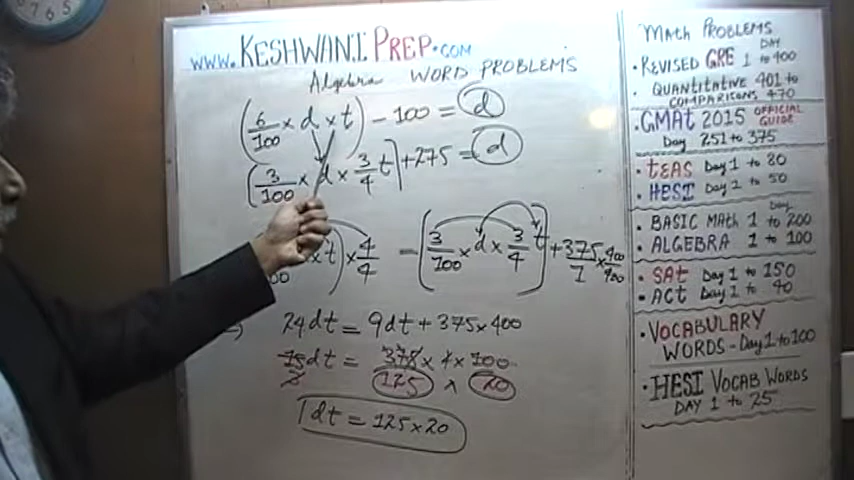 www. KESHWANI PREP.COM
Algebra WORD PROBLEMS
(6/100 × d × t) - 100 = d
[3/100 × d × 3/4 t] + 275 = d
× t) × 4/4 = [3/100 × d × 3/4 t] + 375/1 × 400/400
⇒ 24dt = 9dt + 375×400
15dt = 375 × 4 × 100
125 × 20
1dt = 125×20
MATH PROBLEMS
DAY
• REVISED GRE 1 to 400
• QUANTITATIVE 401 to
COMPARISONS 470
• GMAT 2015 OFFICIAL GUIDE
Day 251 to 375
• TEAS Day 1 to 80
• HESI Day 1 to 50
Day
• BASIC MATH 1 to 200
• ALGEBRA 1 to 100
• SAt Day 1 to 150
• ACT Day 1 to 40
• VOCABULARY
WORDS - Day 1 to 100
• HESI VOCAB WORDS
DAY 1 to 25
7 6 5